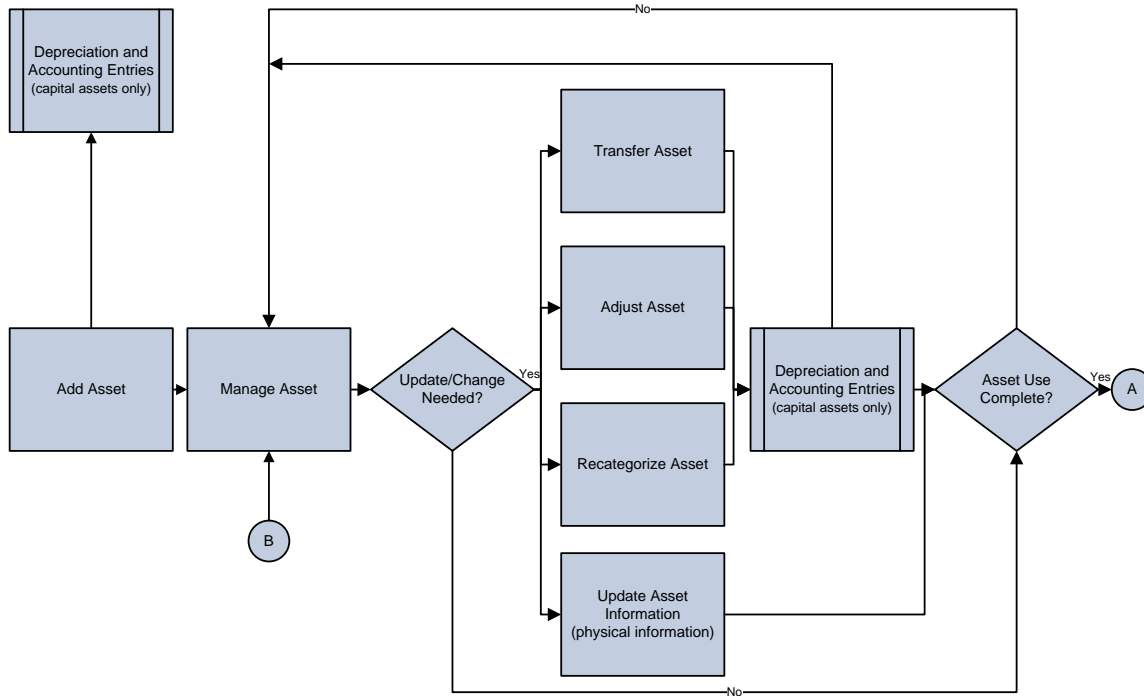 No
Depreciation and
Accounting Entries
(capital assets only)
Transfer Asset
Adjust Asset
Add Asset
Manage Asset
Update/Change
Needed?
Yes
Depreciation and
Accounting Entries
(capital assets only)
Asset Use
Complete?
Yes
A
Recategorize Asset
B
Update Asset
Information
(physical information)
No